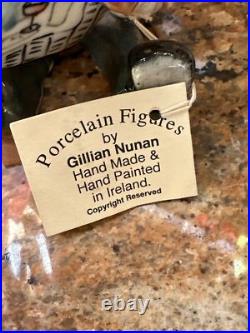 Porcelain Figures
by
Gillian Nunan
Hand Made &
Hand Painted
in Ireland.
Copyright Reserved